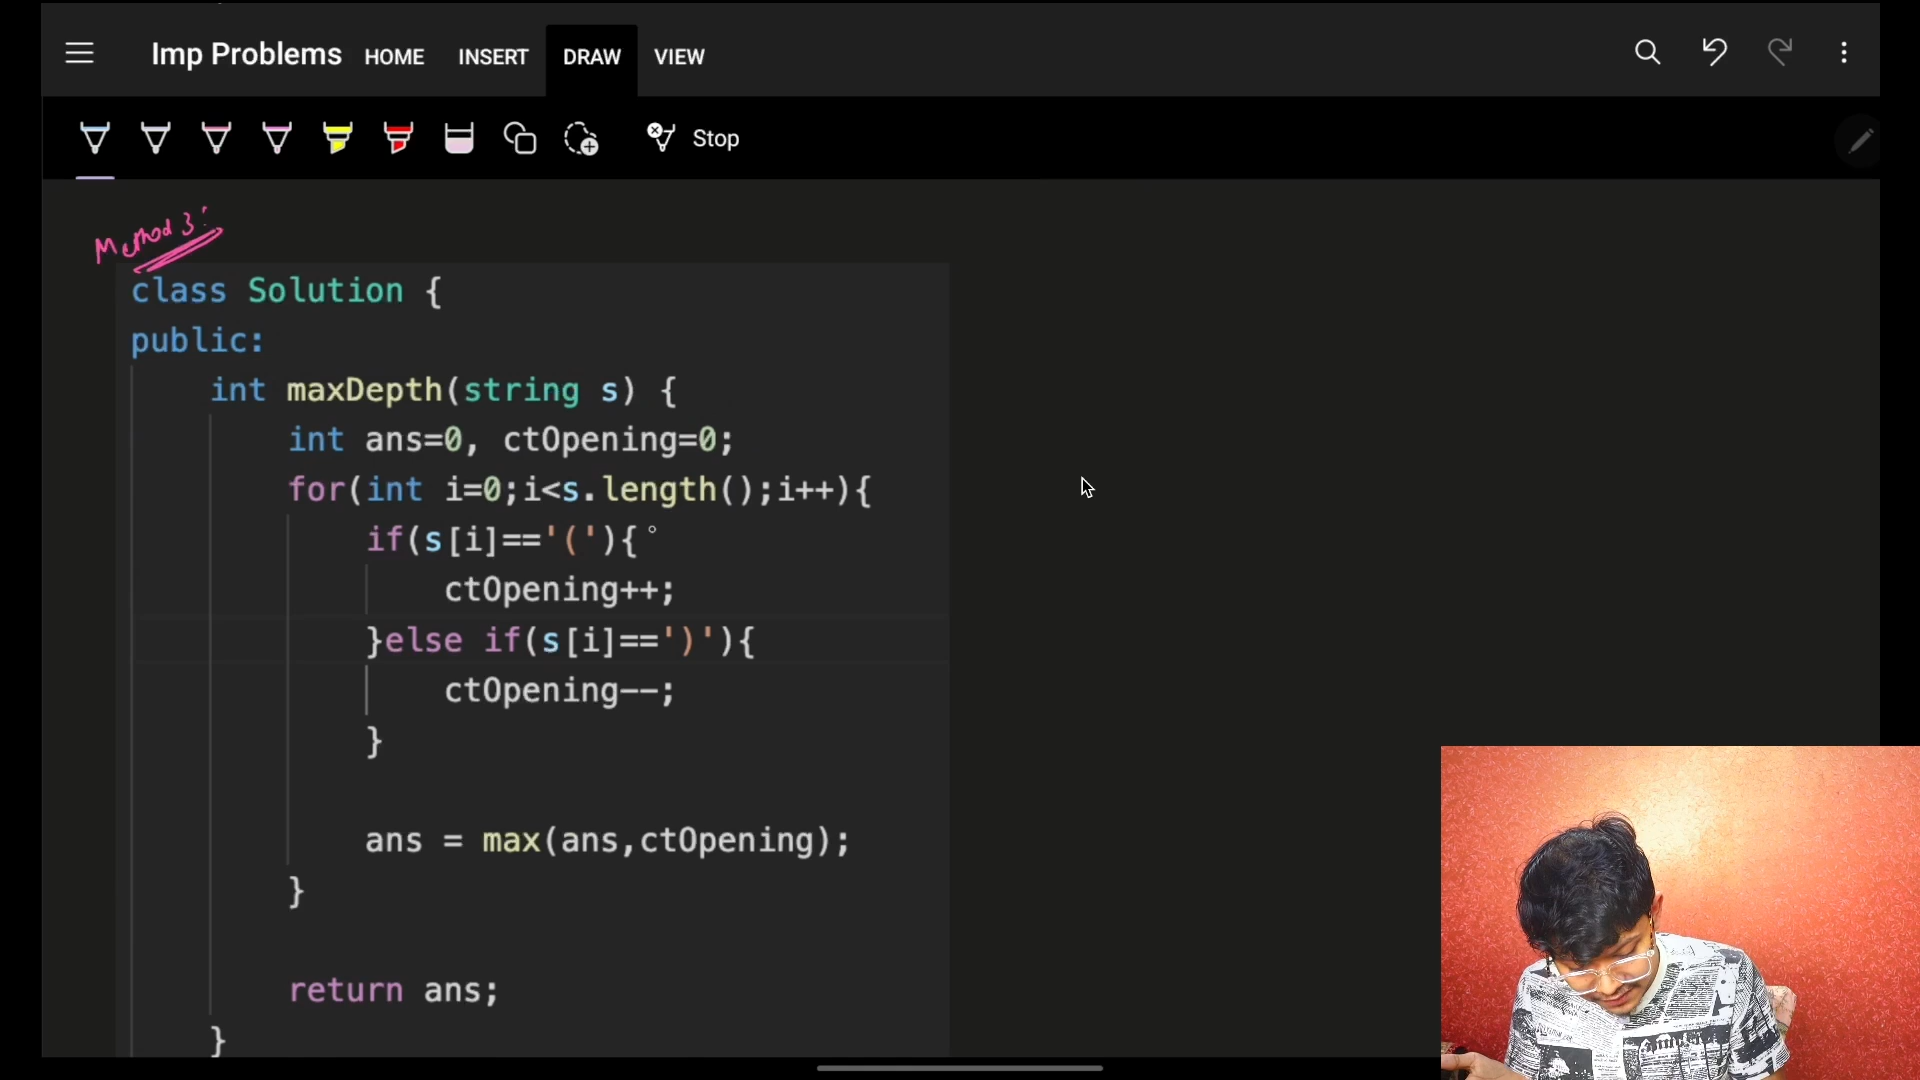 Imp Problems HOME INSERT DRAW VIEW
Stop
Method 3:
class Solution {
public:
int maxDepth(string s) {
int ans=0, ctOpening=0;
for(int i=0;i<s.length();i++){
if(s[i]=='('){
ctOpening++;
}else if(s[i]==')'){
ctOpening--;
}
ans = max(ans,ctOpening);
}
return ans;
}